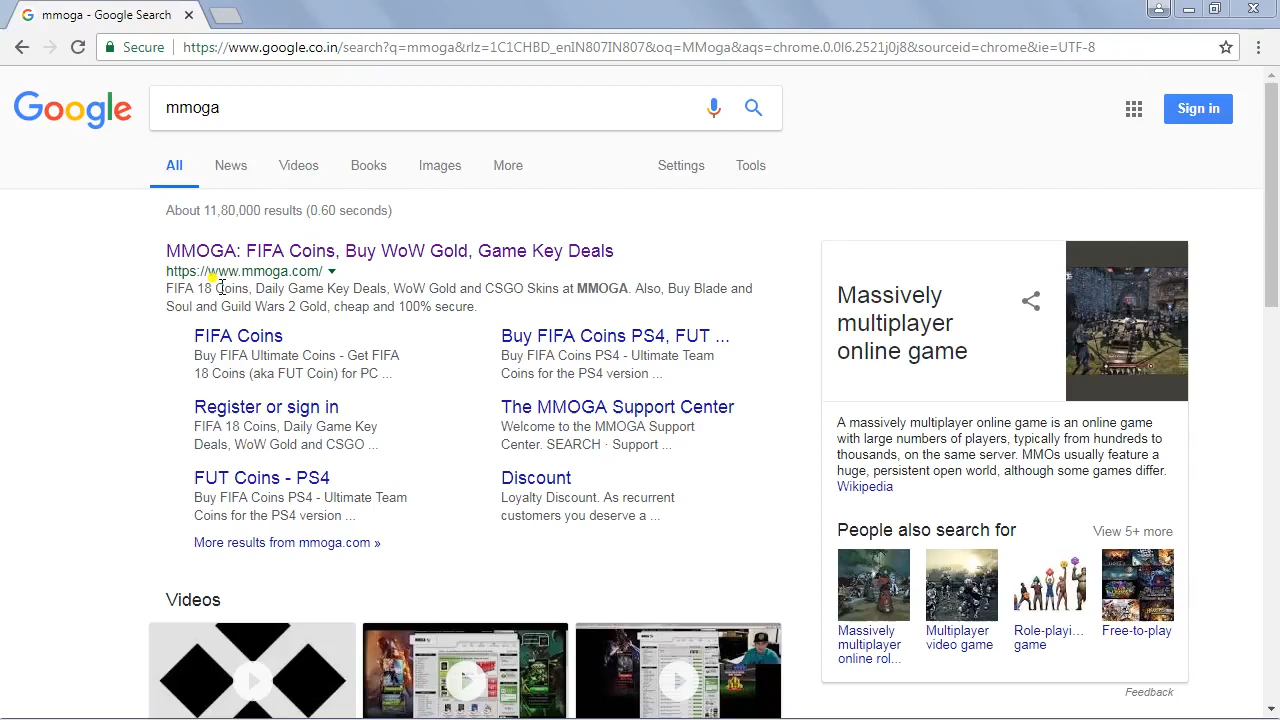 mmoga - Google Search
Secure https://www.google.co.in/search?q=mmoga&rlz=1C1CHBD_enIN807IN807&oq=MMoga&aqs=chrome.0.0l6.2521j0j8&sourceid=chrome&ie=UTF-8
Google
mmoga
Sign in
All News Videos Books Images More Settings Tools
About 11,80,000 results (0.60 seconds)
MMOGA: FIFA Coins, Buy WoW Gold, Game Key Deals
https://www.mmoga.com/
FIFA 18 Coins, Daily Game Key Deals, WoW Gold and CSGO Skins at MMOGA. Also, Buy Blade and
Soul and Guild Wars 2 Gold, cheap and 100% secure.
FIFA Coins
Buy FIFA Ultimate Coins - Get FIFA
18 Coins (aka FUT Coin) for PC ...
Buy FIFA Coins PS4, FUT ...
Buy FIFA Coins PS4 - Ultimate Team
Coins for the PS4 version ...
Register or sign in
FIFA 18 Coins, Daily Game Key
Deals, WoW Gold and CSGO ...
The MMOGA Support Center
Welcome to the MMOGA Support
Center. SEARCH · Support ...
FUT Coins - PS4
Buy FIFA Coins PS4 - Ultimate Team
Coins for the PS4 version ...
Discount
Loyalty Discount. As recurrent
customers you deserve a ...
More results from mmoga.com »
Videos
Massively
multiplayer
online game
A massively multiplayer online game is an online game
with large numbers of players, typically from hundreds to
thousands, on the same server. MMOs usually feature a
huge, persistent open world, although some games differ.
Wikipedia
People also search for View 5+ more
Massively
multiplayer
online rol...
Multiplayer
video game
Role-playi...
game
Free-to-play
Feedback